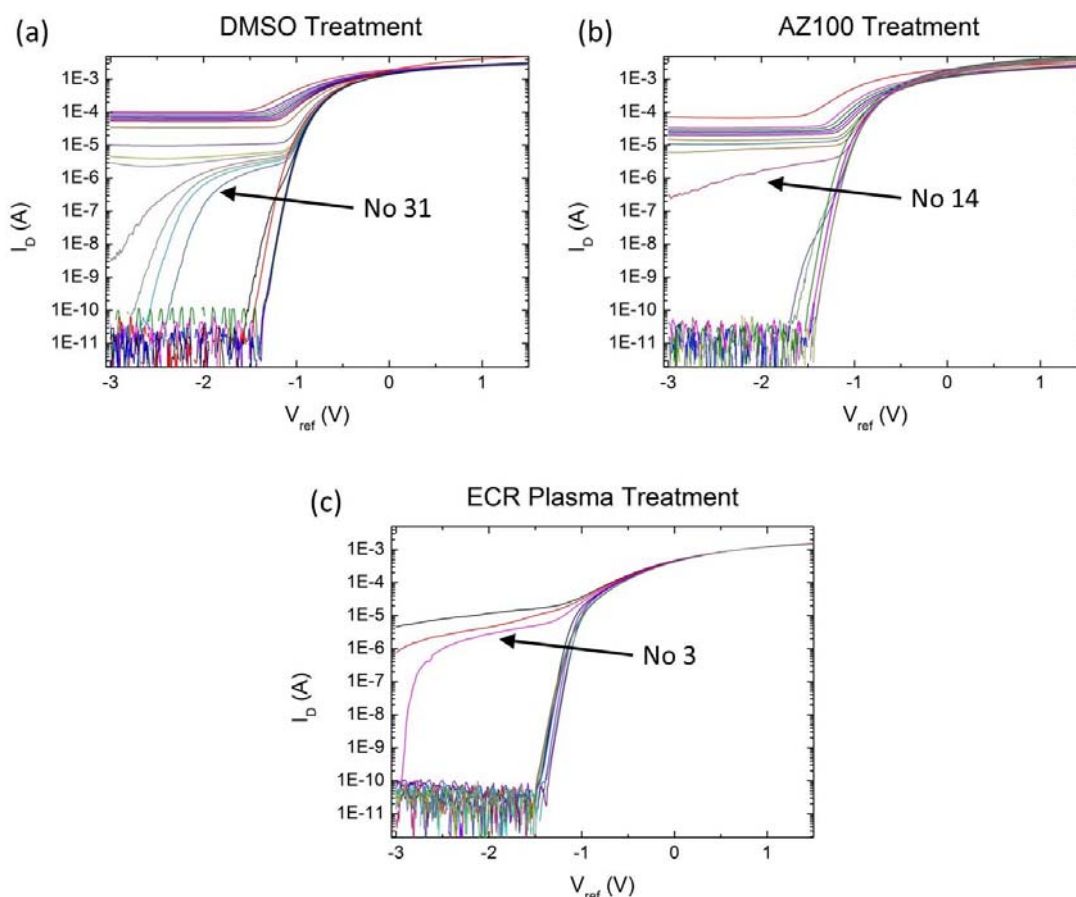 (a) DMSO Treatment
1E-3
1E-4
1E-5
1E-6
1E-7
1E-8
1E-9
1E-10
1E-11
I_D (A)
No 31
-3 -2 -1 0 1
V_ref (V)
(b) AZ100 Treatment
1E-3
1E-4
1E-5
1E-6
1E-7
1E-8
1E-9
1E-10
1E-11
I_D (A)
No 14
-3 -2 -1 0 1
V_ref (V)
(c) ECR Plasma Treatment
1E-3
1E-4
1E-5
1E-6
1E-7
1E-8
1E-9
1E-10
1E-11
I_D (A)
No 3
-3 -2 -1 0 1
V_ref (V)